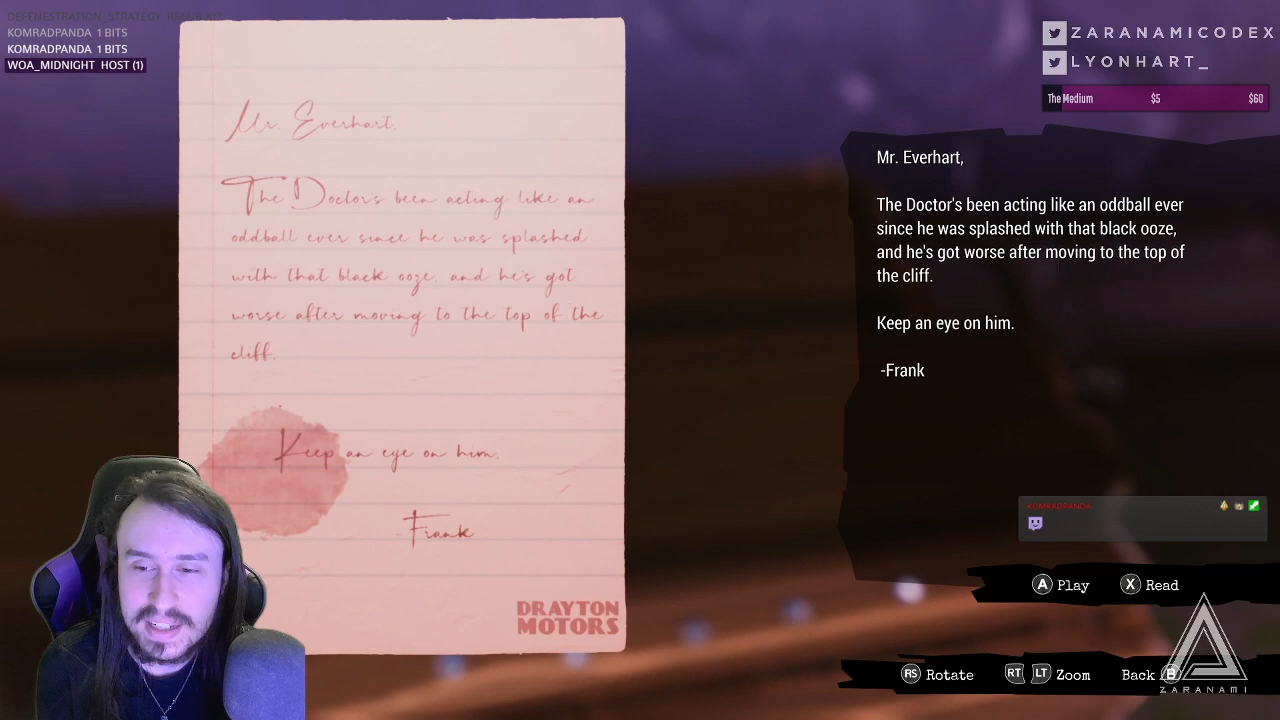 DEFENESTRATION_STRATEGY
KOMRADPANDA 1 BITS
KOMRADPANDA 1 BITS
WOA_MIDNIGHT HOST (1)
Mr. Everhart,
The Doctor's been acting like an
oddball ever since he was splashed
with that black ooze, and he's got
worse after moving to the top of the
cliff.
Keep an eye on him.
-Frank
DRAYTON
MOTORS
ZARANAMICODEX
LYONHART_
The Medium $5 $60
Mr. Everhart,
The Doctor's been acting like an oddball ever
since he was splashed with that black ooze,
and he's got worse after moving to the top of
the cliff.
Keep an eye on him.
-Frank
KOMRADPANDA
A Play X Read
RS Rotate RT LT Zoom Back B
ZARANAMI